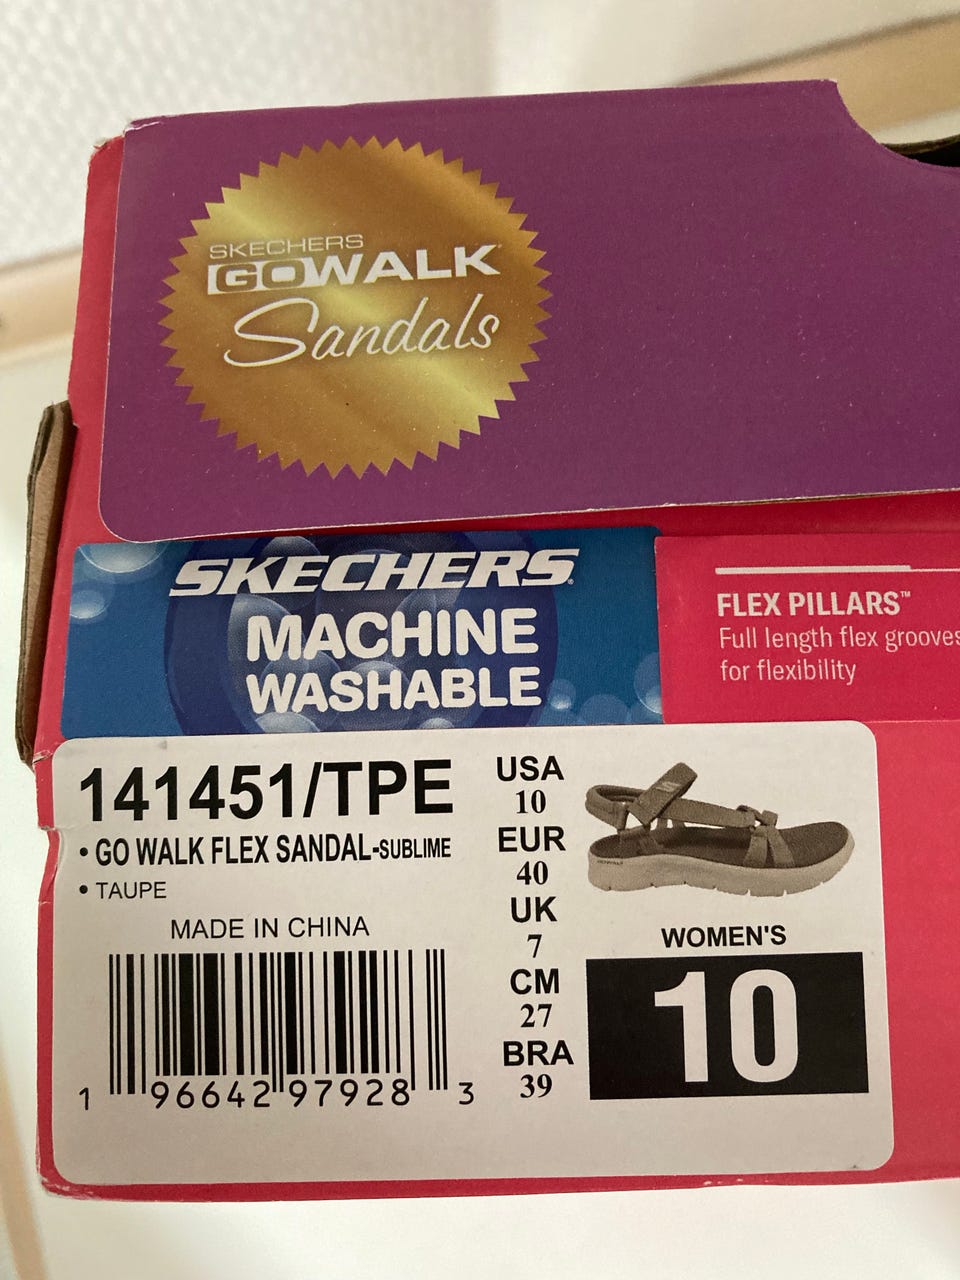 SKECHERS
GOWALK
Sandals
SKECHERS
MACHINE
WASHABLE
FLEX PILLARS™
Full length flex grooves
for flexibility
141451/TPE
• GO WALK FLEX SANDAL-SUBLIME
• TAUPE
MADE IN CHINA
1 96642 97928 3
USA
10
EUR
40
UK
7
CM
27
BRA
39
WOMEN'S
10